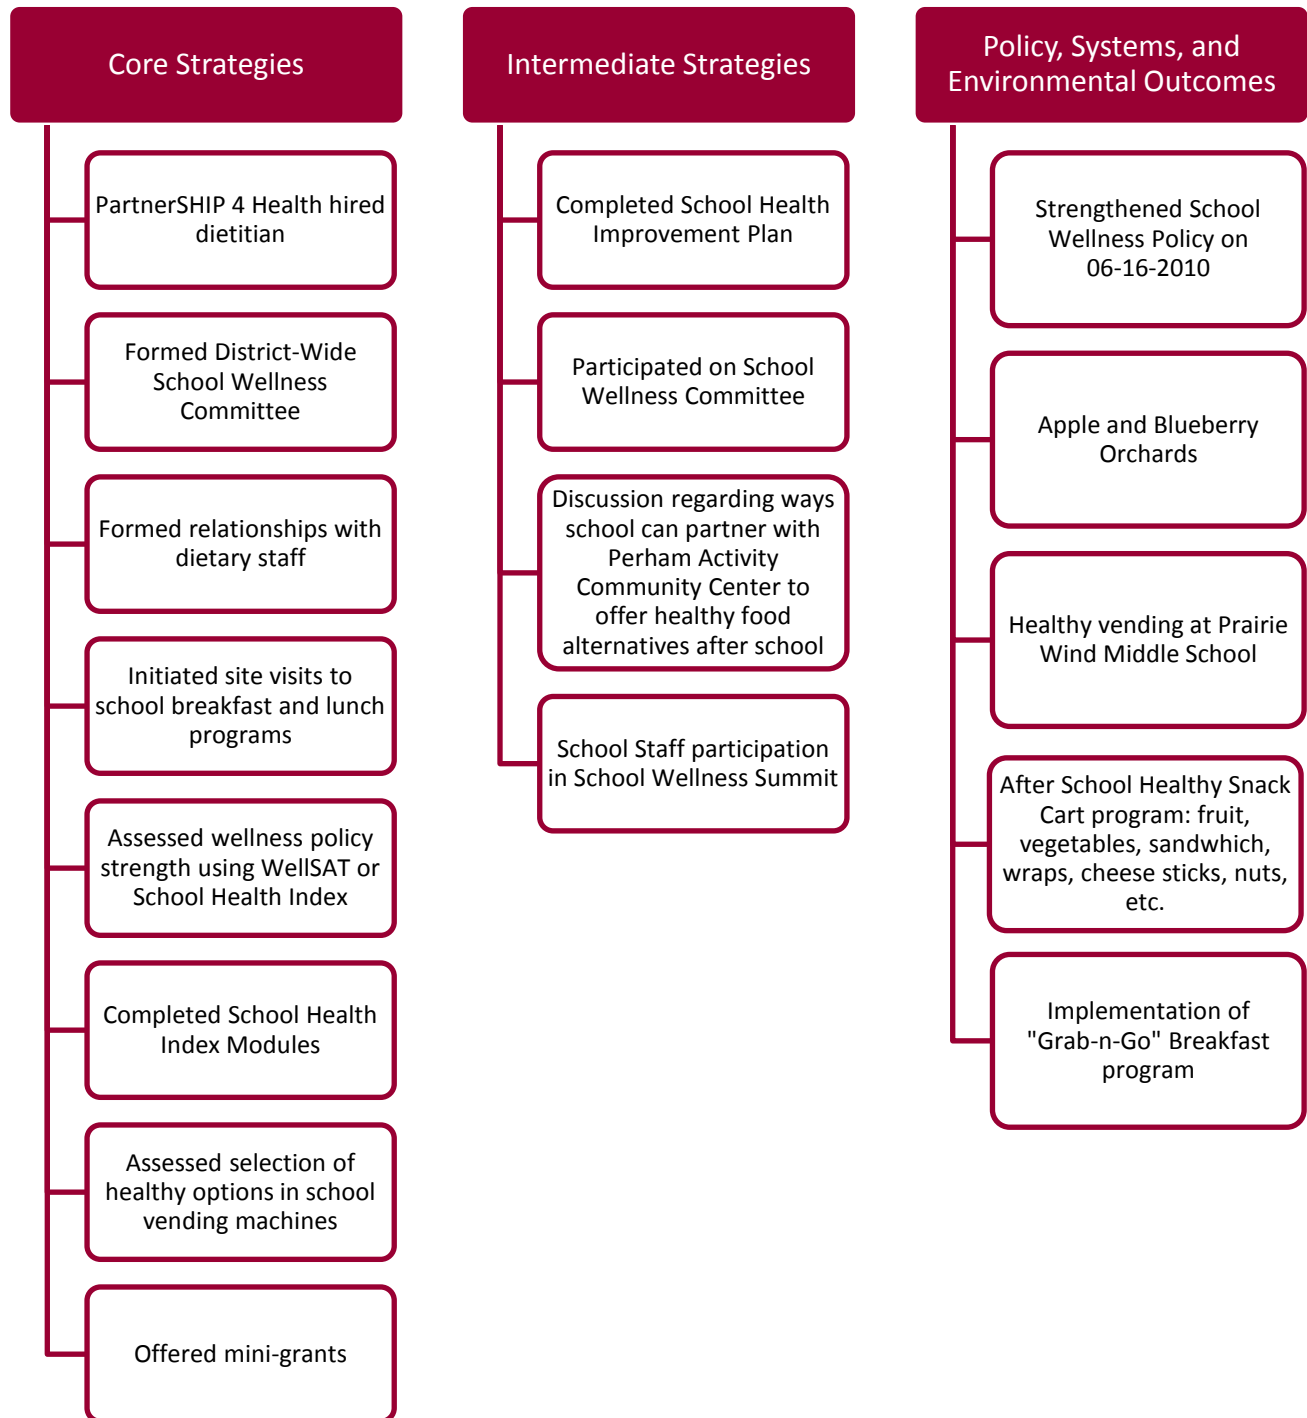 Core Strategies
PartnerSHIP 4 Health hired
dietitian
Formed District-Wide
School Wellness
Committee
Formed relationships with
dietary staff
Initiated site visits to
school breakfast and lunch
programs
Assessed wellness policy
strength using WellSAT or
School Health Index
Completed School Health
Index Modules
Assessed selection of
healthy options in school
vending machines
Offered mini-grants
Intermediate Strategies
Completed School Health
Improvement Plan
Participated on School
Wellness Committee
Discussion regarding ways
school can partner with
Perham Activity
Community Center to
offer healthy food
alternatives after school
School Staff participation
in School Wellness Summit
Policy, Systems, and
Environmental Outcomes
Strengthened School
Wellness Policy on
06-16-2010
Apple and Blueberry
Orchards
Healthy vending at Prairie
Wind Middle School
After School Healthy Snack
Cart program: fruit,
vegetables, sandwhich,
wraps, cheese sticks, nuts,
etc.
Implementation of
"Grab-n-Go" Breakfast
program